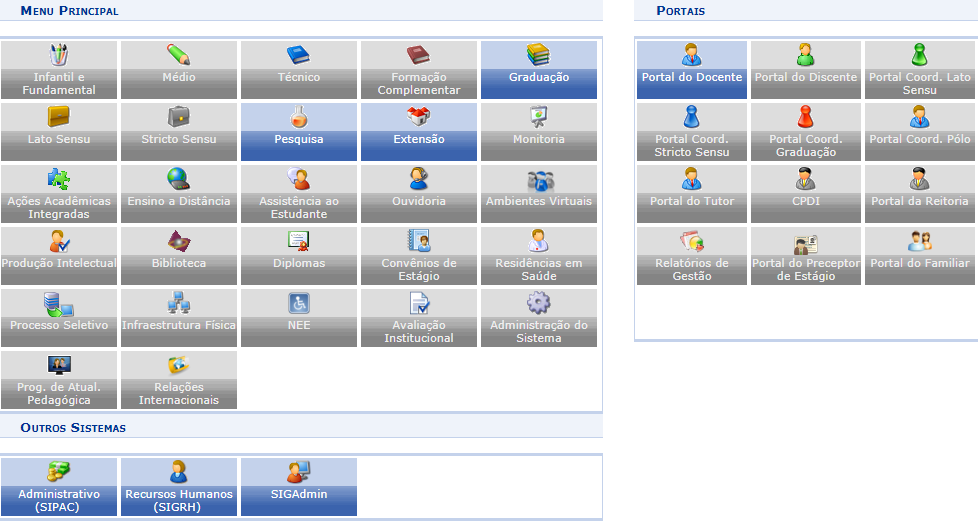 Menu Principal
Infantil e
Fundamental
Médio
Técnico
Formação
Complementar
Graduação
Lato Sensu
Stricto Sensu
Pesquisa
Extensão
Monitoria
Ações Acadêmicas
Integradas
Ensino a Distância
Assistência ao
Estudante
Ouvidoria
Ambientes Virtuais
Produção Intelectual
Biblioteca
Diplomas
Convênios de
Estágio
Residências em
Saúde
Processo Seletivo
Infraestrutura Física
NEE
Avaliação
Institucional
Administração do
Sistema
Prog. de Atual.
Pedagógica
Relações
Internacionais
Outros Sistemas
Administrativo
(SIPAC)
Recursos Humanos
(SIGRH)
SIGAdmin
Portais
Portal do Docente
Portal do Discente
Portal Coord. Lato
Sensu
Portal Coord.
Stricto Sensu
Portal Coord.
Graduação
Portal Coord. Pólo
Portal do Tutor
CPDI
Portal da Reitoria
Relatórios de
Gestão
Portal do Preceptor
de Estágio
Portal do Familiar